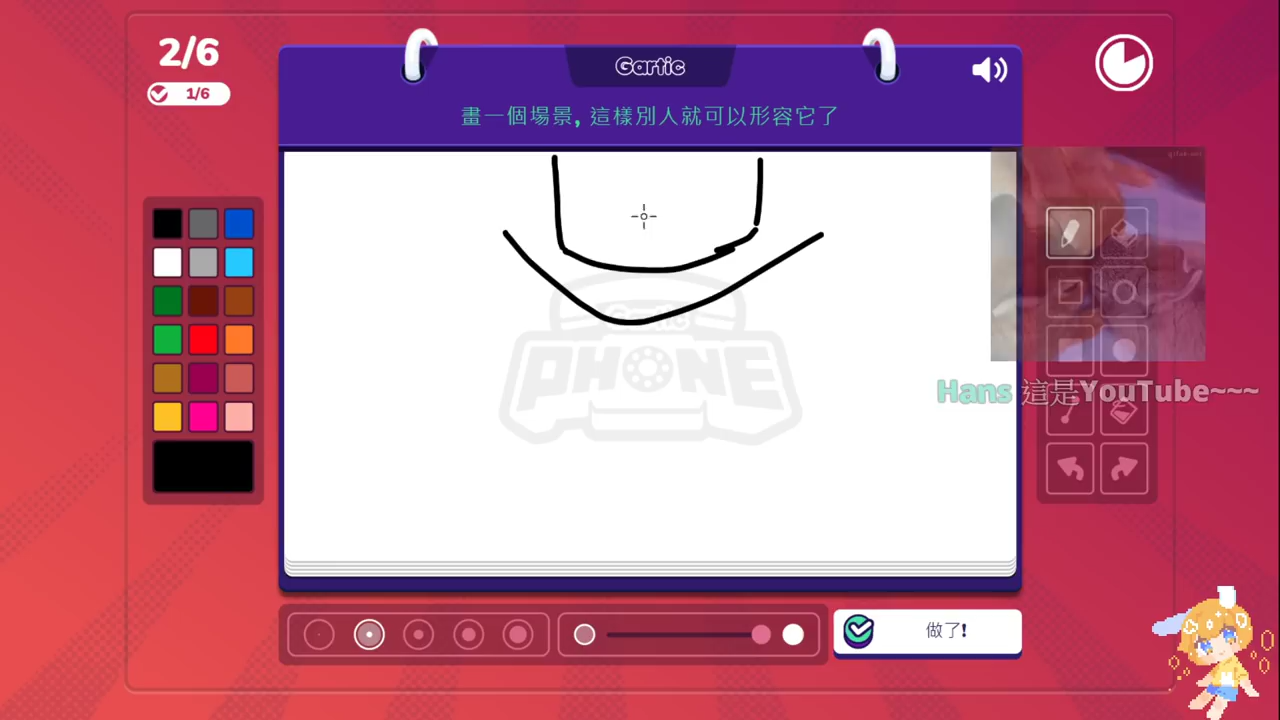 2/6
1/6
Gartic
畫一個場景, 這樣別人就可以形容它了
Gartic
PHONE
Hans 這是YouTube~~~
做了!